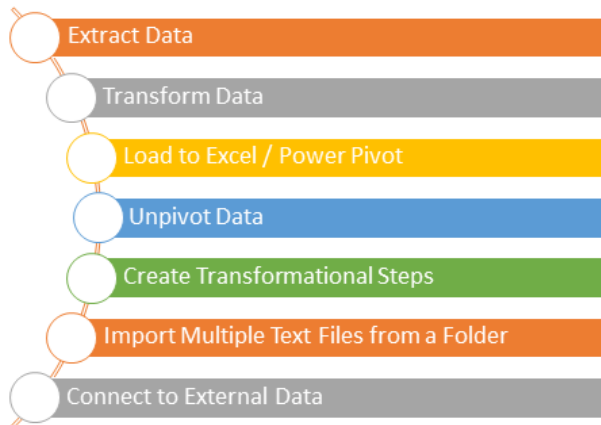 Extract Data
Transform Data
Load to Excel / Power Pivot
Unpivot Data
Create Transformational Steps
Import Multiple Text Files from a Folder
Connect to External Data